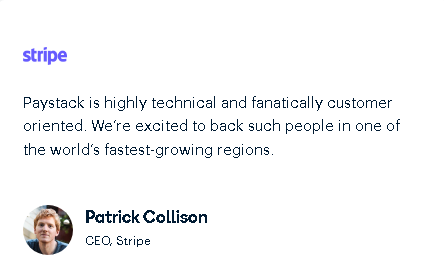 stripe
Paystack is highly technical and fanatically customer
oriented. We’re excited to back such people in one of
the world’s fastest-growing regions.
Patrick Collison
CEO, Stripe